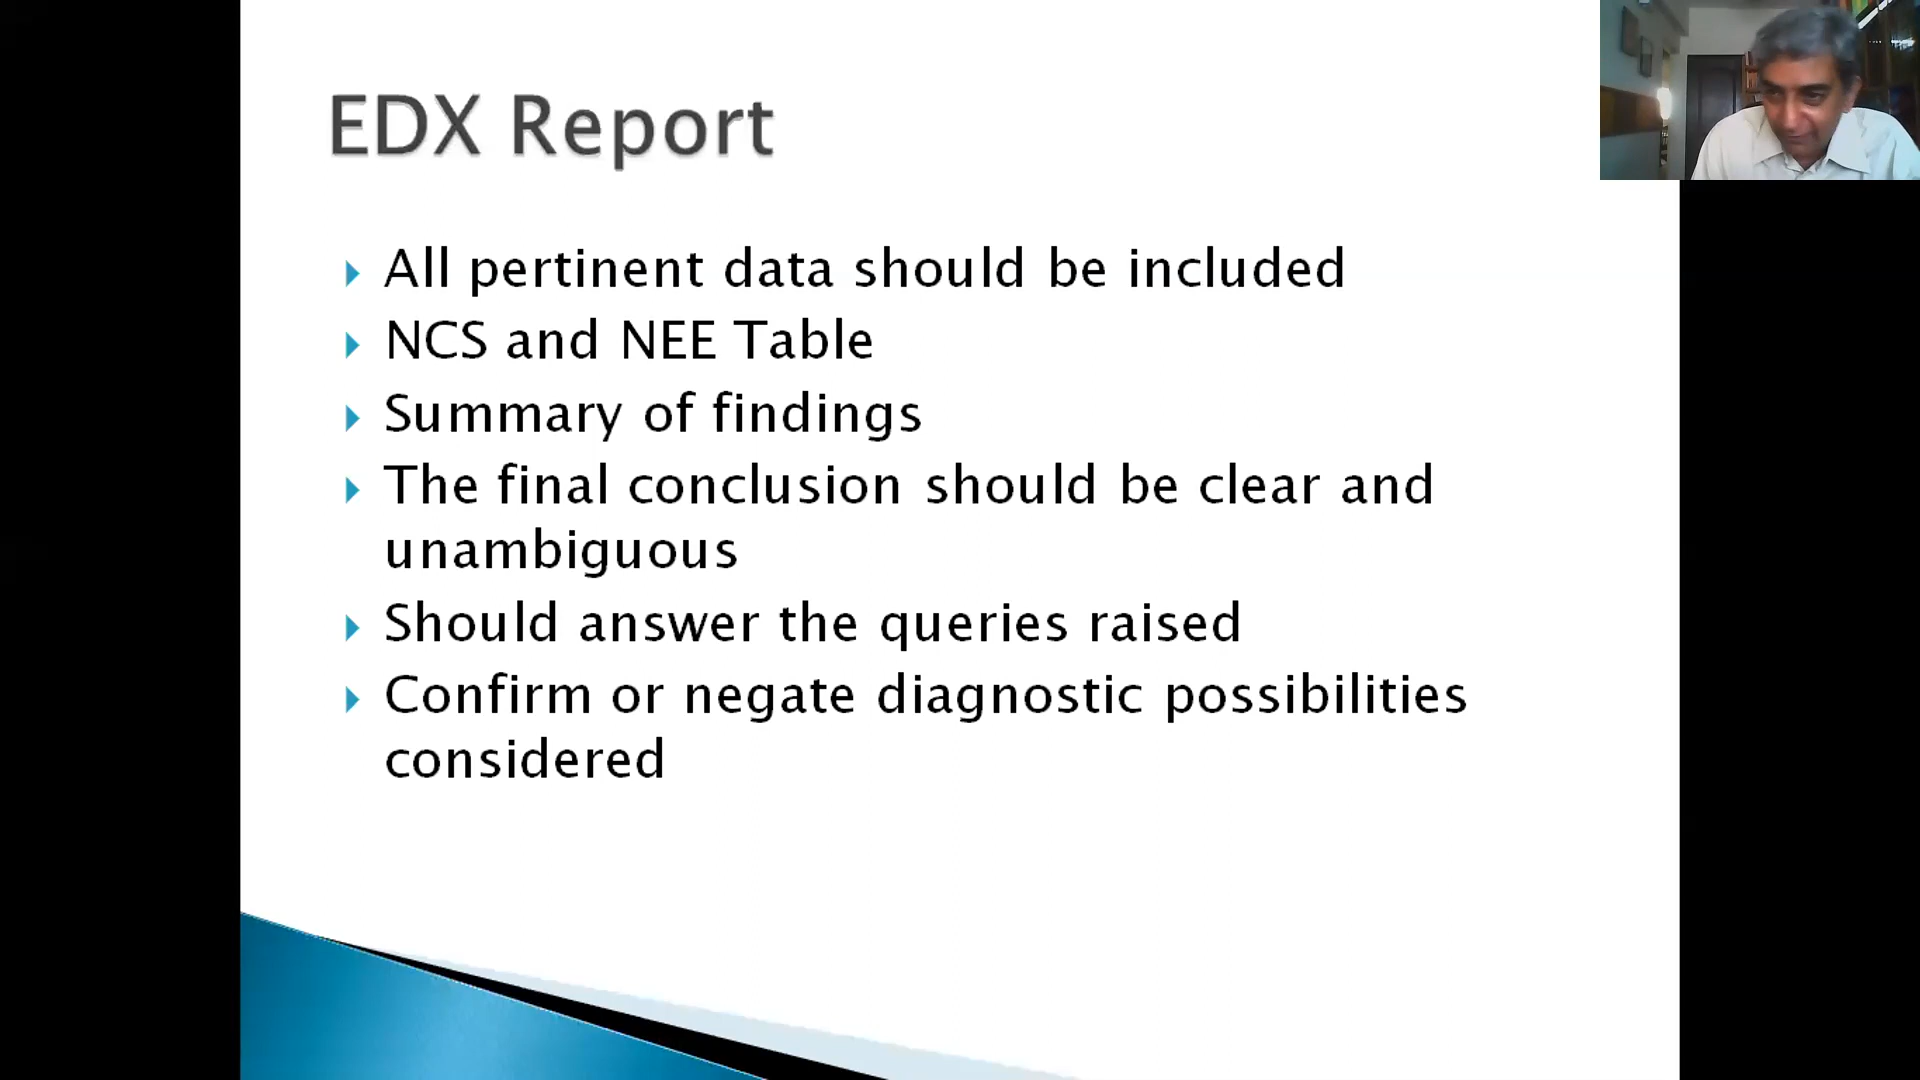 EDX Report
All pertinent data should be included
NCS and NEE Table
Summary of findings
The final conclusion should be clear and
unambiguous
Should answer the queries raised
Confirm or negate diagnostic possibilities
considered